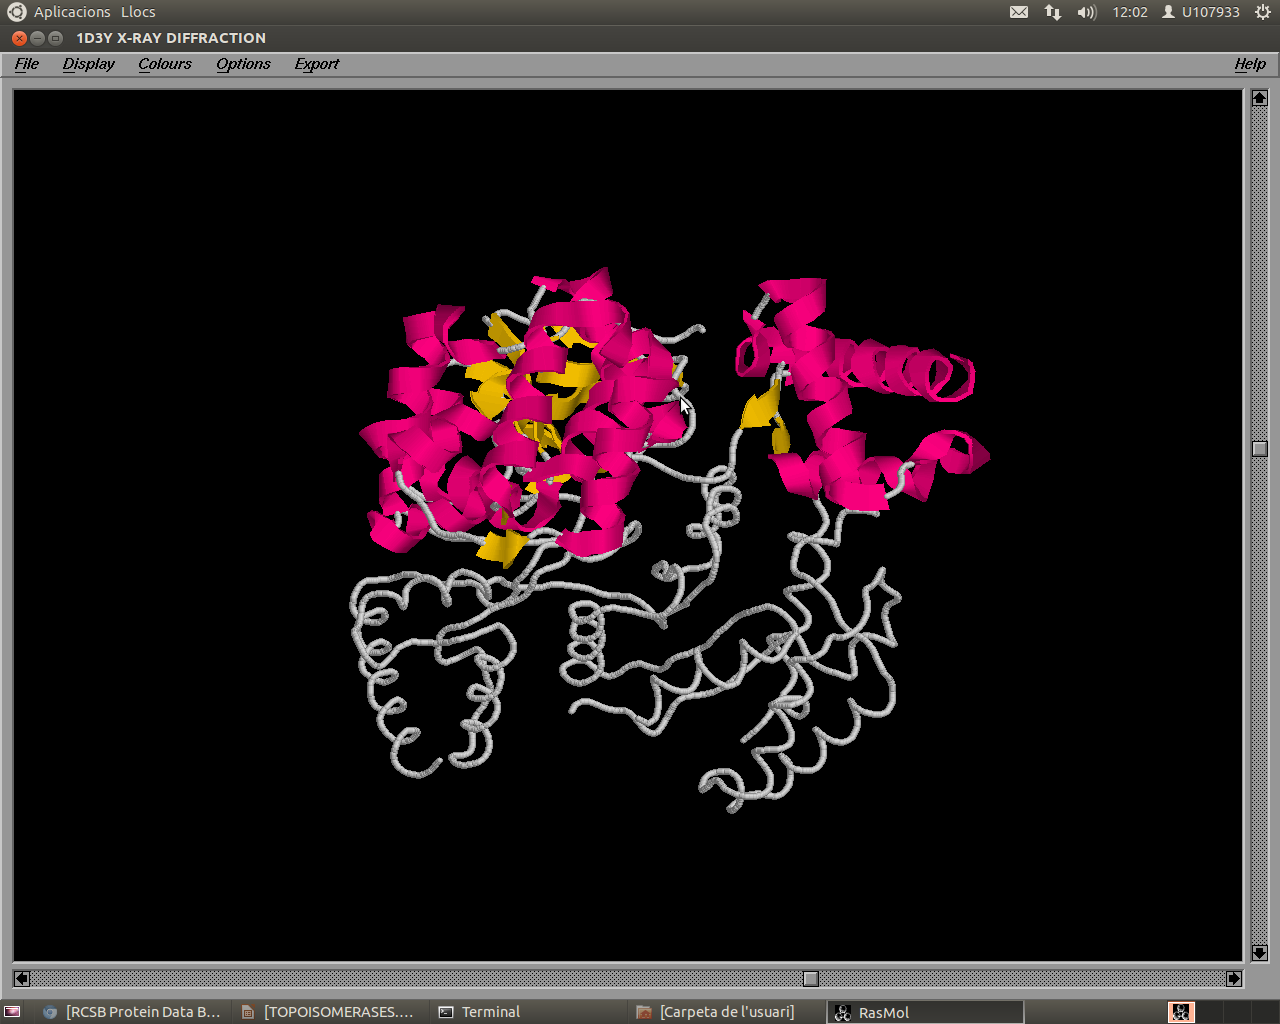 Aplicacions Llocs 12:02 U107933
1D3Y X-RAY DIFFRACTION
File Display Colours Options Export Help
[RCSB Protein Data B... [TOPOISOMERASES.... Terminal [Carpeta de l'usuari] RasMol